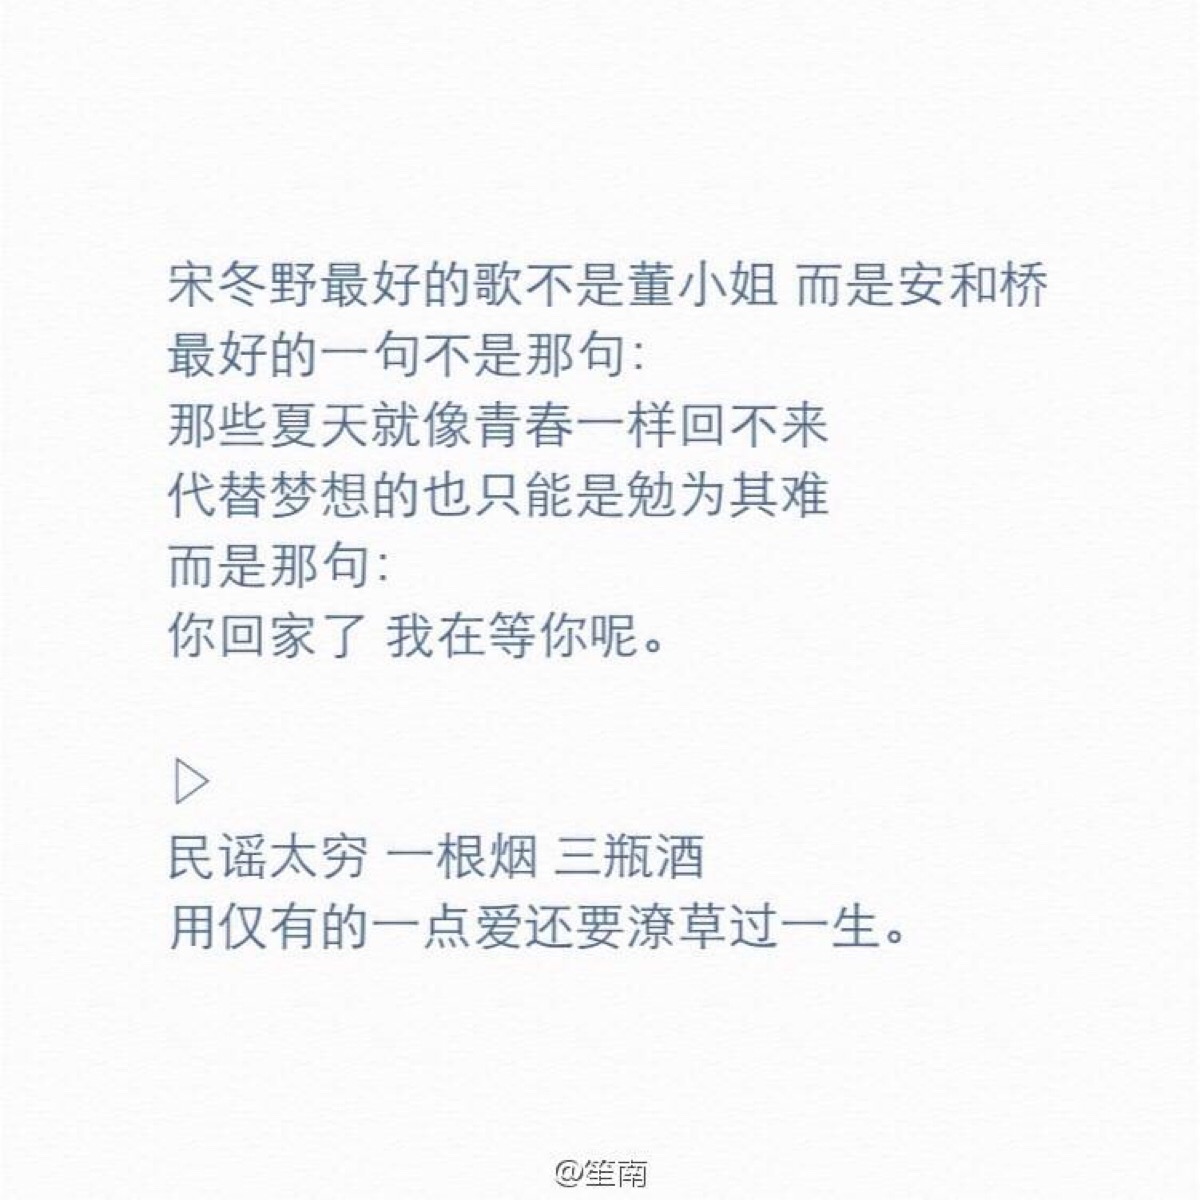 宋冬野最好的歌不是董小姐 而是安和桥
最好的一句不是那句:
那些夏天就像青春一样回不来
代替梦想的也只能是勉为其难
而是那句:
你回家了 我在等你呢。
▷
民谣太穷 一根烟 三瓶酒
用仅有的一点爱还要潦草过一生。
@笙南